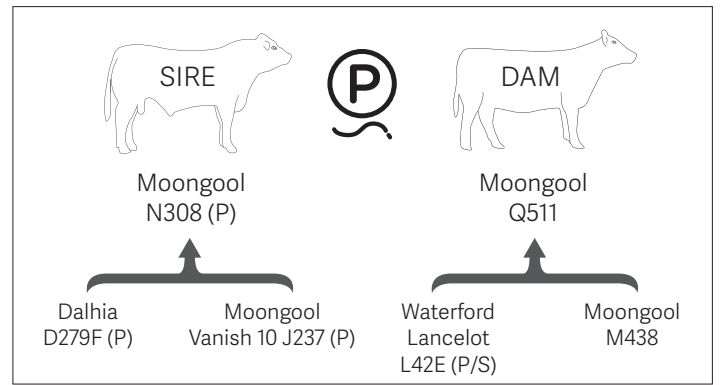 SIRE
P
DAM
Moongool
N308 (P)
Moongool
Q511
Dalhia
D279F (P)
Moongool
Vanish 10 J237 (P)
Waterford
Lancelot
L42E (P/S)
Moongool
M438